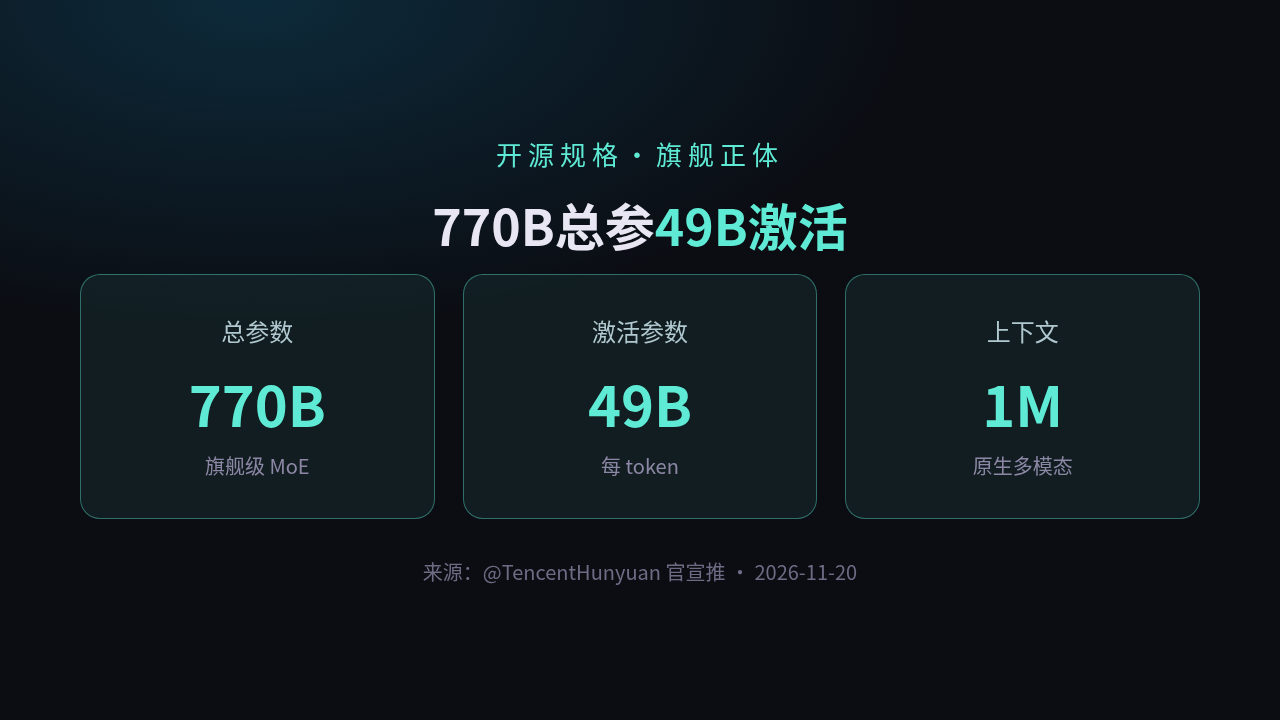 开源规格·旗舰正体
770B总参49B激活
总参数
770B
旗舰级 MoE
激活参数
49B
每 token
上下文
1M
原生多模态
来源：@TencentHunyuan 官宣推 · 2026-11-20